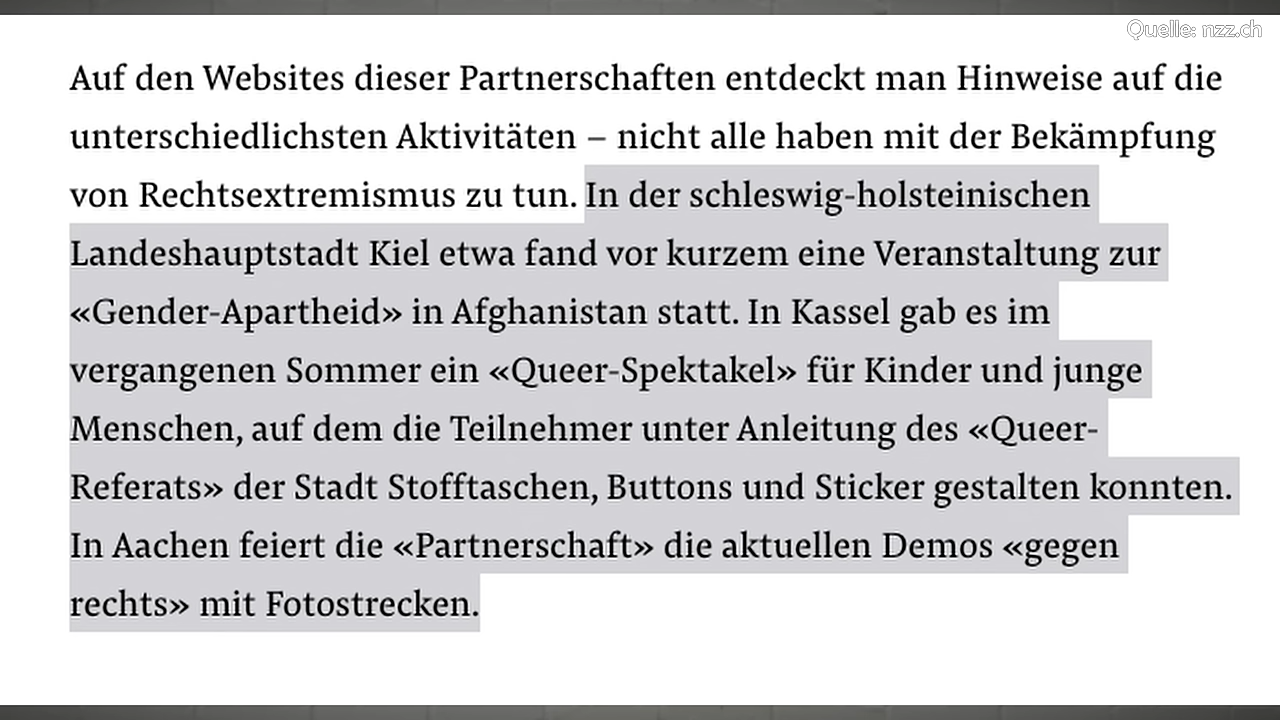 Quelle: nzz.ch
Auf den Websites dieser Partnerschaften entdeckt man Hinweise auf die
unterschiedlichsten Aktivitäten – nicht alle haben mit der Bekämpfung
von Rechtsextremismus zu tun. In der schleswig-holsteinischen
Landeshauptstadt Kiel etwa fand vor kurzem eine Veranstaltung zur
«Gender-Apartheid» in Afghanistan statt. In Kassel gab es im
vergangenen Sommer ein «Queer-Spektakel» für Kinder und junge
Menschen, auf dem die Teilnehmer unter Anleitung des «Queer-
Referats» der Stadt Stofftaschen, Buttons und Sticker gestalten konnten.
In Aachen feiert die «Partnerschaft» die aktuellen Demos «gegen
rechts» mit Fotostrecken.